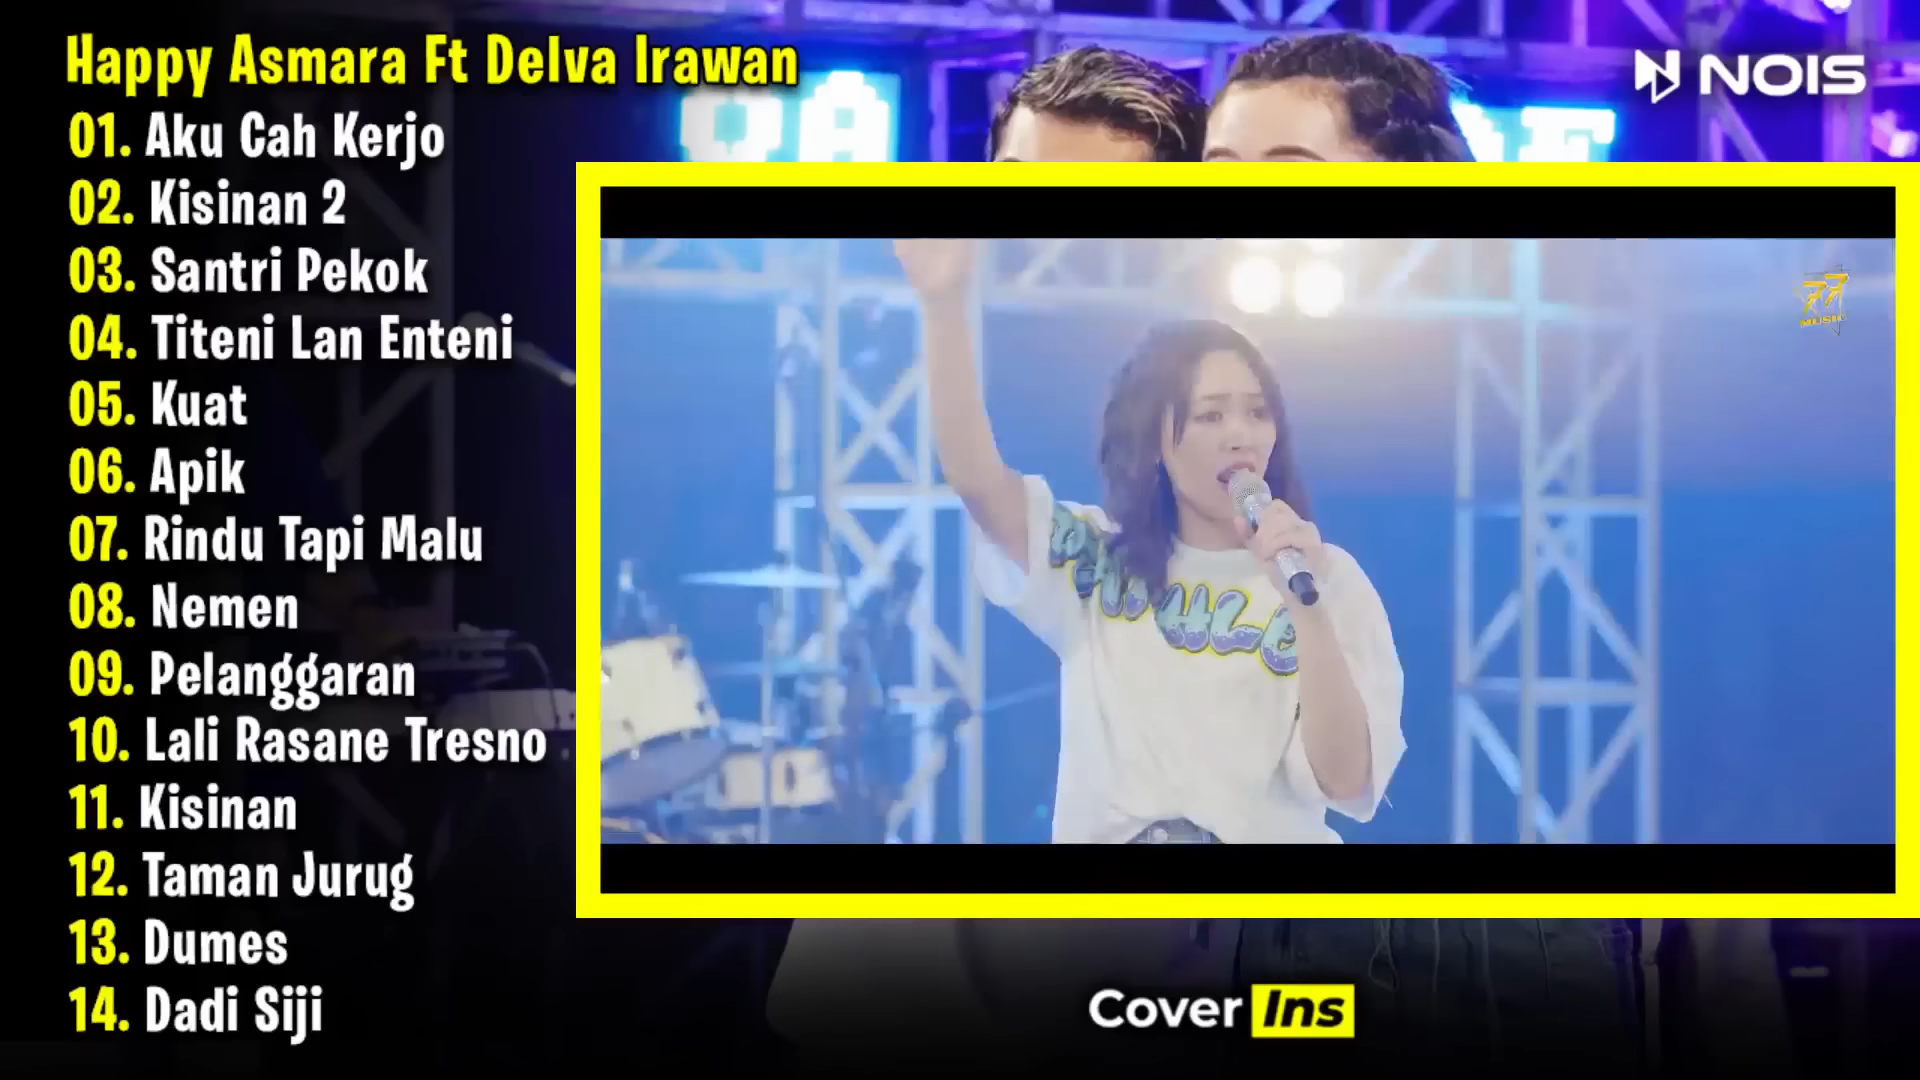 Happy Asmara Ft Delva Irawan
NOIS
01. Aku Cah Kerjo
02. Kisinan 2
03. Santri Pekok
04. Titeni Lan Enteni
05. Kuat
06. Apik
07. Rindu Tapi Malu
08. Nemen
09. Pelanggaran
10. Lali Rasane Tresno
11. Kisinan
12. Taman Jurug
13. Dumes
14. Dadi Siji
77
MUSIC
Cover Ins